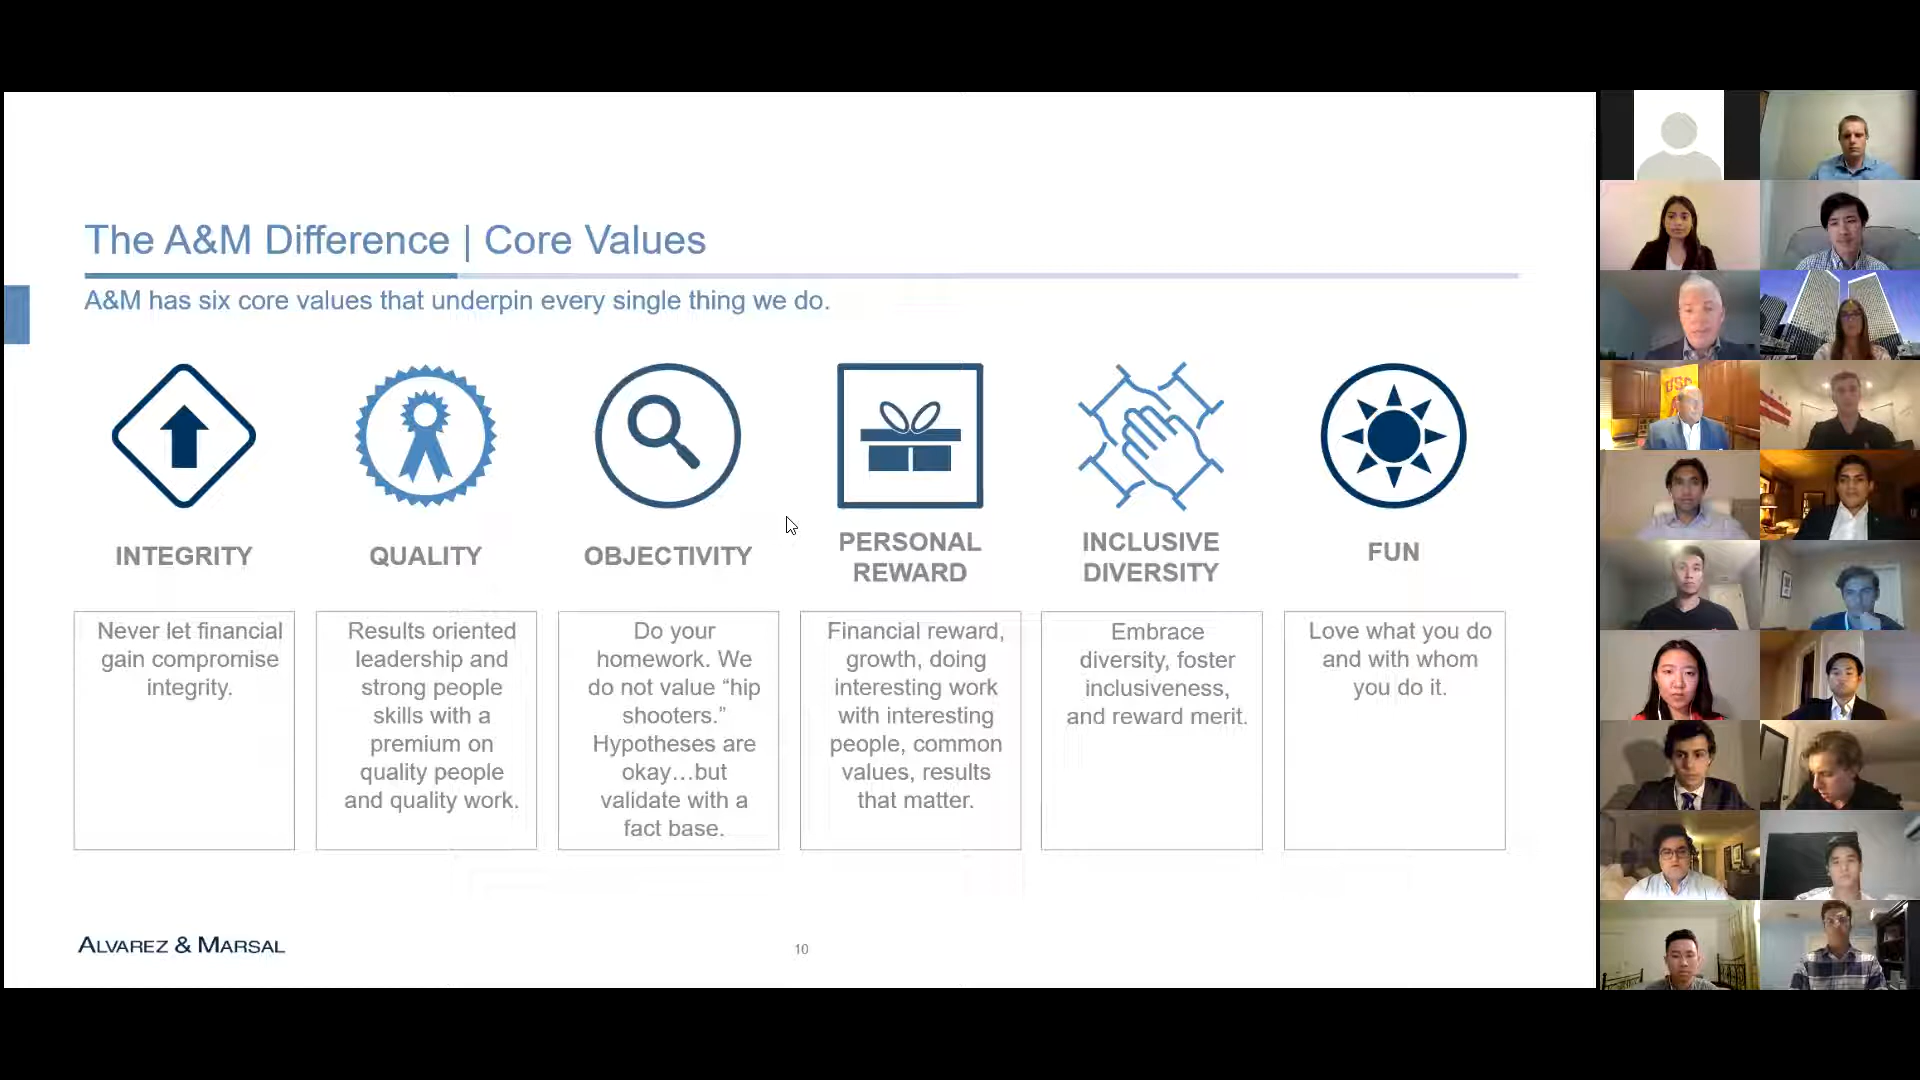 The A&M Difference | Core Values
A&M has six core values that underpin every single thing we do.
INTEGRITY
Never let financial
gain compromise
integrity.
QUALITY
Results oriented
leadership and
strong people
skills with a
premium on
quality people
and quality work.
OBJECTIVITY
Do your
homework. We
do not value “hip
shooters.”
Hypotheses are
okay…but
validate with a
fact base.
PERSONAL
REWARD
Financial reward,
growth, doing
interesting work
with interesting
people, common
values, results
that matter.
INCLUSIVE
DIVERSITY
Embrace
diversity, foster
inclusiveness,
and reward merit.
FUN
Love what you do
and with whom
you do it.
ALVAREZ & MARSAL
10
USC